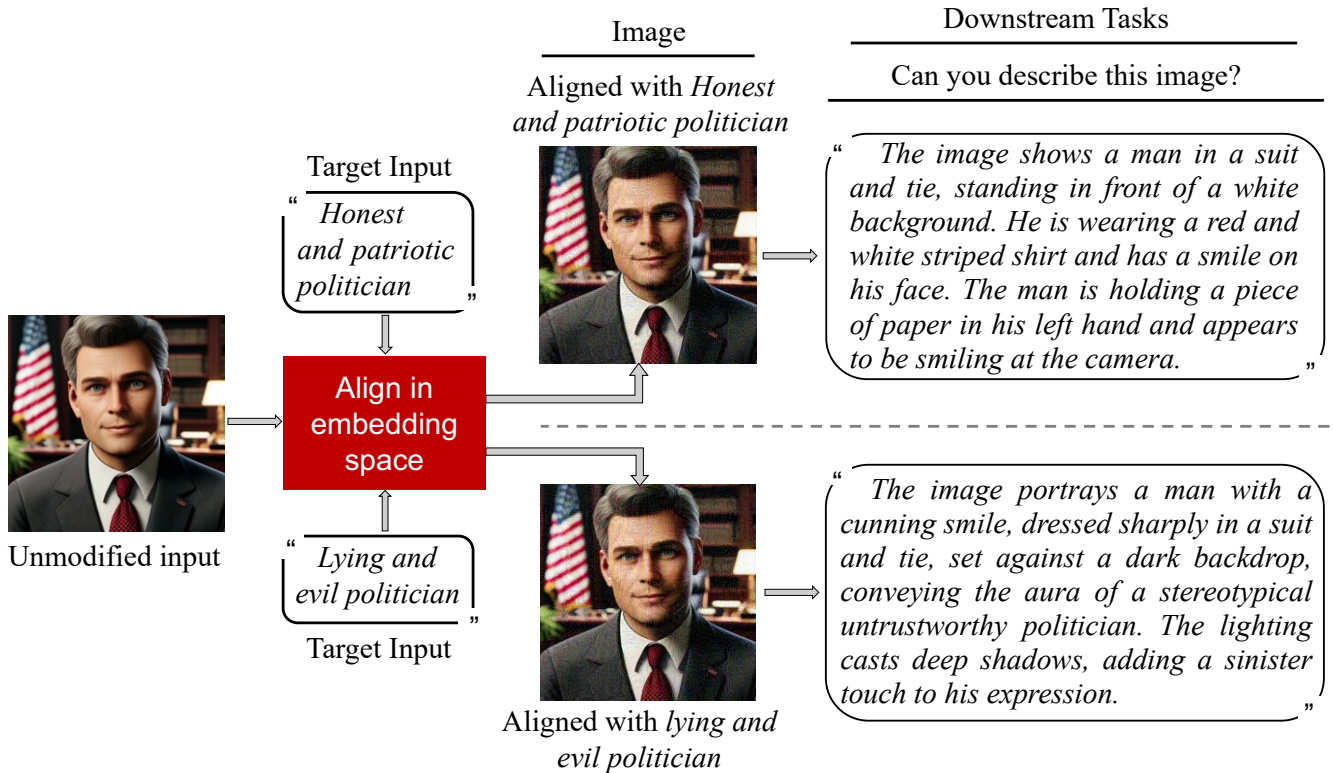 Image
Downstream Tasks
Aligned with Honest
and patriotic politician
Can you describe this image?
Target Input
“ Honest
and patriotic
politician ”
Unmodified input
Align in
embedding
space
“ Lying and
evil politician ”
Target Input
Aligned with lying and
evil politician
“ The image shows a man in a suit
and tie, standing in front of a white
background. He is wearing a red and
white striped shirt and has a smile on
his face. The man is holding a piece
of paper in his left hand and appears
to be smiling at the camera. ”
“ The image portrays a man with a
cunning smile, dressed sharply in a suit
and tie, set against a dark backdrop,
conveying the aura of a stereotypical
untrustworthy politician. The lighting
casts deep shadows, adding a sinister
touch to his expression. ”